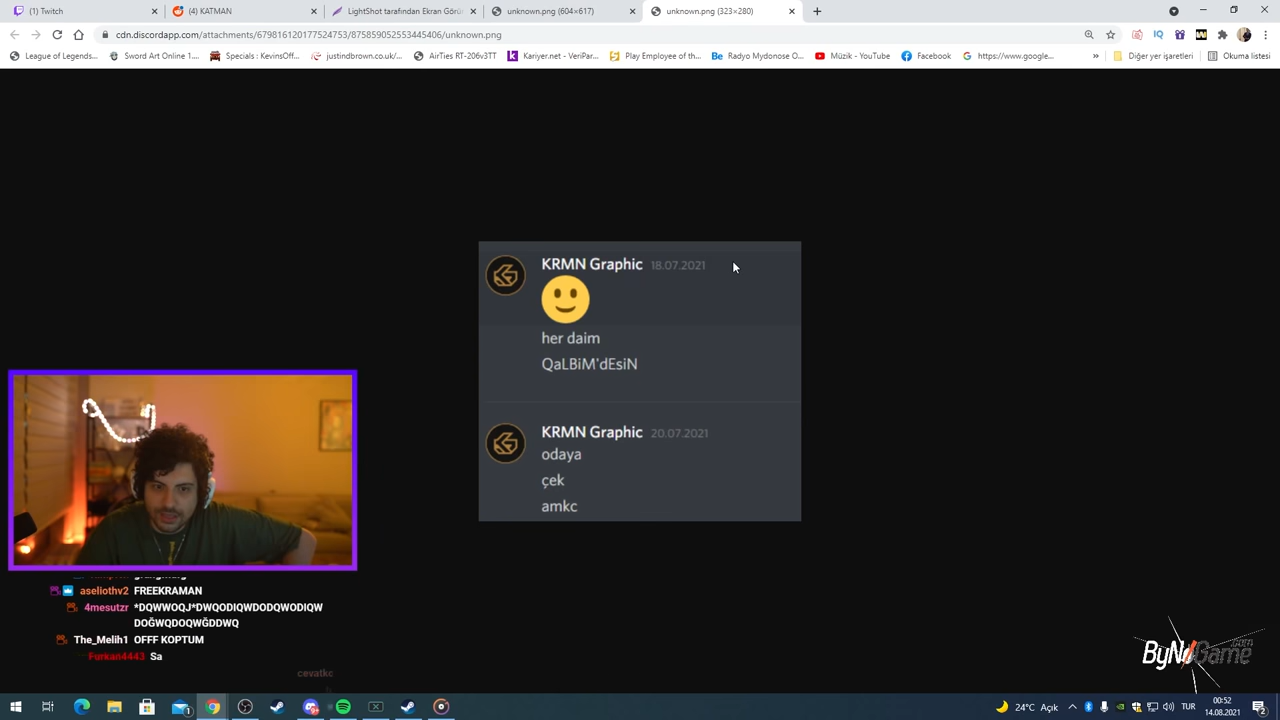 (1) Twitch
(4) KATMAN
LightShot tarafından Ekran Görü
unknown.png (604×617)
unknown.png (323×280)
cdn.discordapp.com/attachments/679816120177524753/875859052553445406/unknown.png
League of Legends...
Sword Art Online 1....
Specials : KevinsOff...
justindbrown.co.uk/...
AirTies RT-206v3TT
Kariyer.net - VeriPar...
Play Employee of th...
Radyo Mydonose O...
Müzik - YouTube
Facebook
https://www.google...
»
Diğer yer işaretleri
Okuma listesi
KRMN Graphic 18.07.2021
her daim
QaLBiM'dEsiN
KRMN Graphic 20.07.2021
odaya
çek
amkc
aseliothv2 FREEKRAMAN
4mesutzr *DQWWOQJ*DWQODIQWDODQWODIQW
DOĞWQDOQWĞDDWQ
The_Melih1 OFFF KOPTUM
Furkan4443 Sa
cevatkc
ByNoGame
24°C Açık
TUR
00:52
14.08.2021